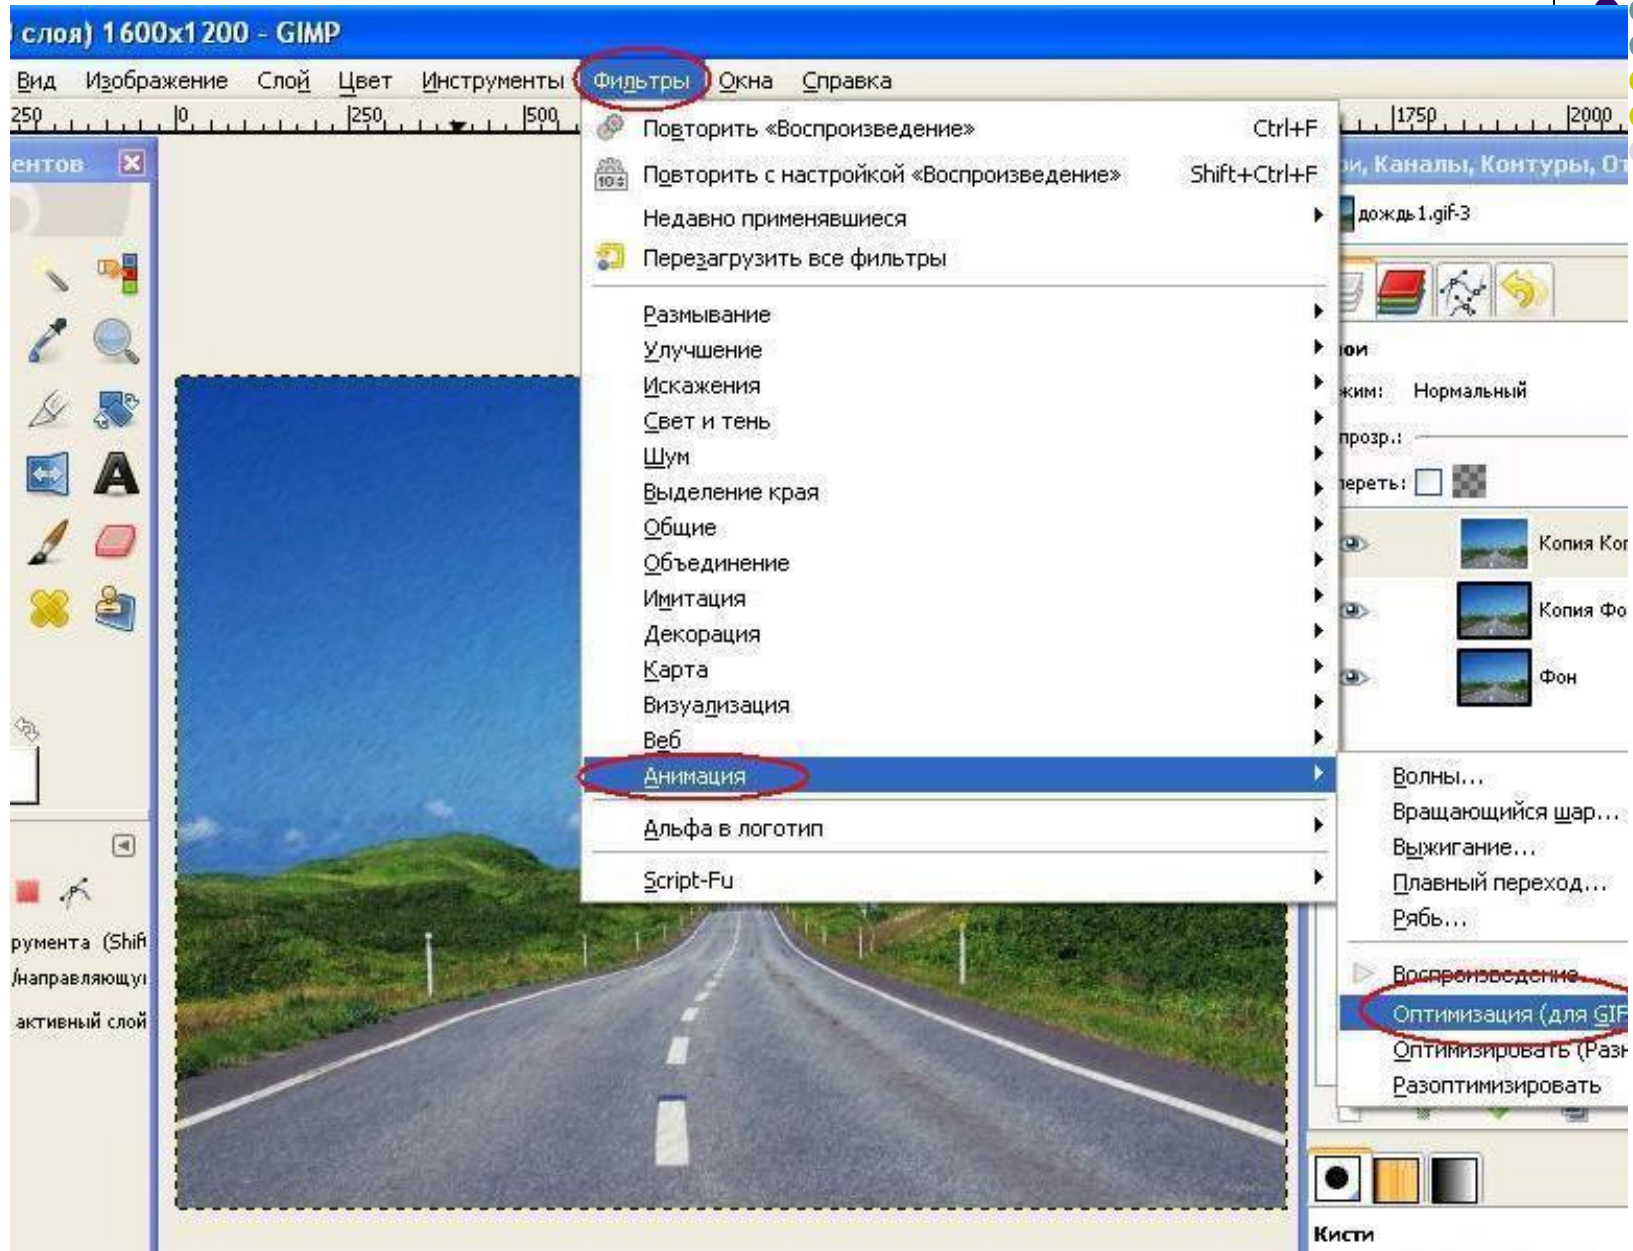 слоя) 1600x1200 - GIMP
Вид Изображение Слой Цвет Инструменты Фильтры Окна Справка
250 0 250 500 1750 2000
ентов
Повторить «Воспроизведение» Ctrl+F
Повторить с настройкой «Воспроизведение» Shift+Ctrl+F
Недавно применявшиеся
Перезагрузить все фильтры
Размывание
Улучшение
Искажения
Свет и тень
Шум
Выделение края
Общие
Объединение
Имитация
Декорация
Карта
Визуализация
Веб
Анимация
Альфа в логотип
Script-Fu
и, Каналы, Контуры, От
дождь1.gif-3
ои
жим: Нормальный
прозр.:
переть:
Копия Коп
Копия Фо
Фон
Волны...
Вращающийся шар...
Выжигание...
Плавный переход...
Рябь...
Воспроизведение
Оптимизация (для GIF
Оптимизировать (Разн
Разоптимизировать
румента (Shift
/направляющу
активный слой
Кисти